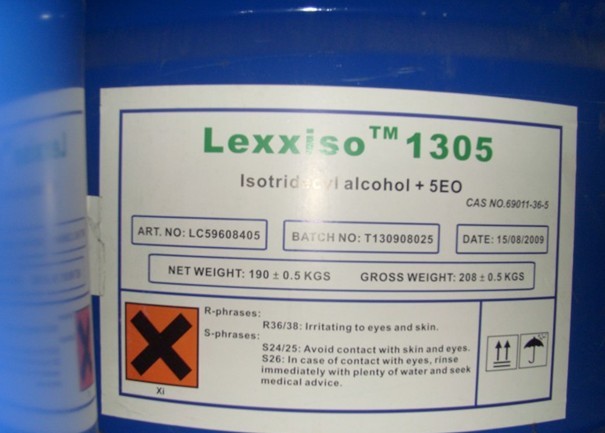 Lexxiso™ 1305
Isotridecyl alcohol + 5EO
CAS NO.69011-36-5
ART. NO: LC59608405
BATCH NO: T130908025
DATE: 15/08/2009
NET WEIGHT: 190 ± 0.5 KGS GROSS WEIGHT: 208 ± 0.5 KGS
R-phrases:
R36/38: Irritating to eyes and skin.
S-phrases:
S24/25: Avoid contact with skin and eyes.
S26: In case of contact with eyes, rinse
immediately with plenty of water and seek
medical advice.
Xi